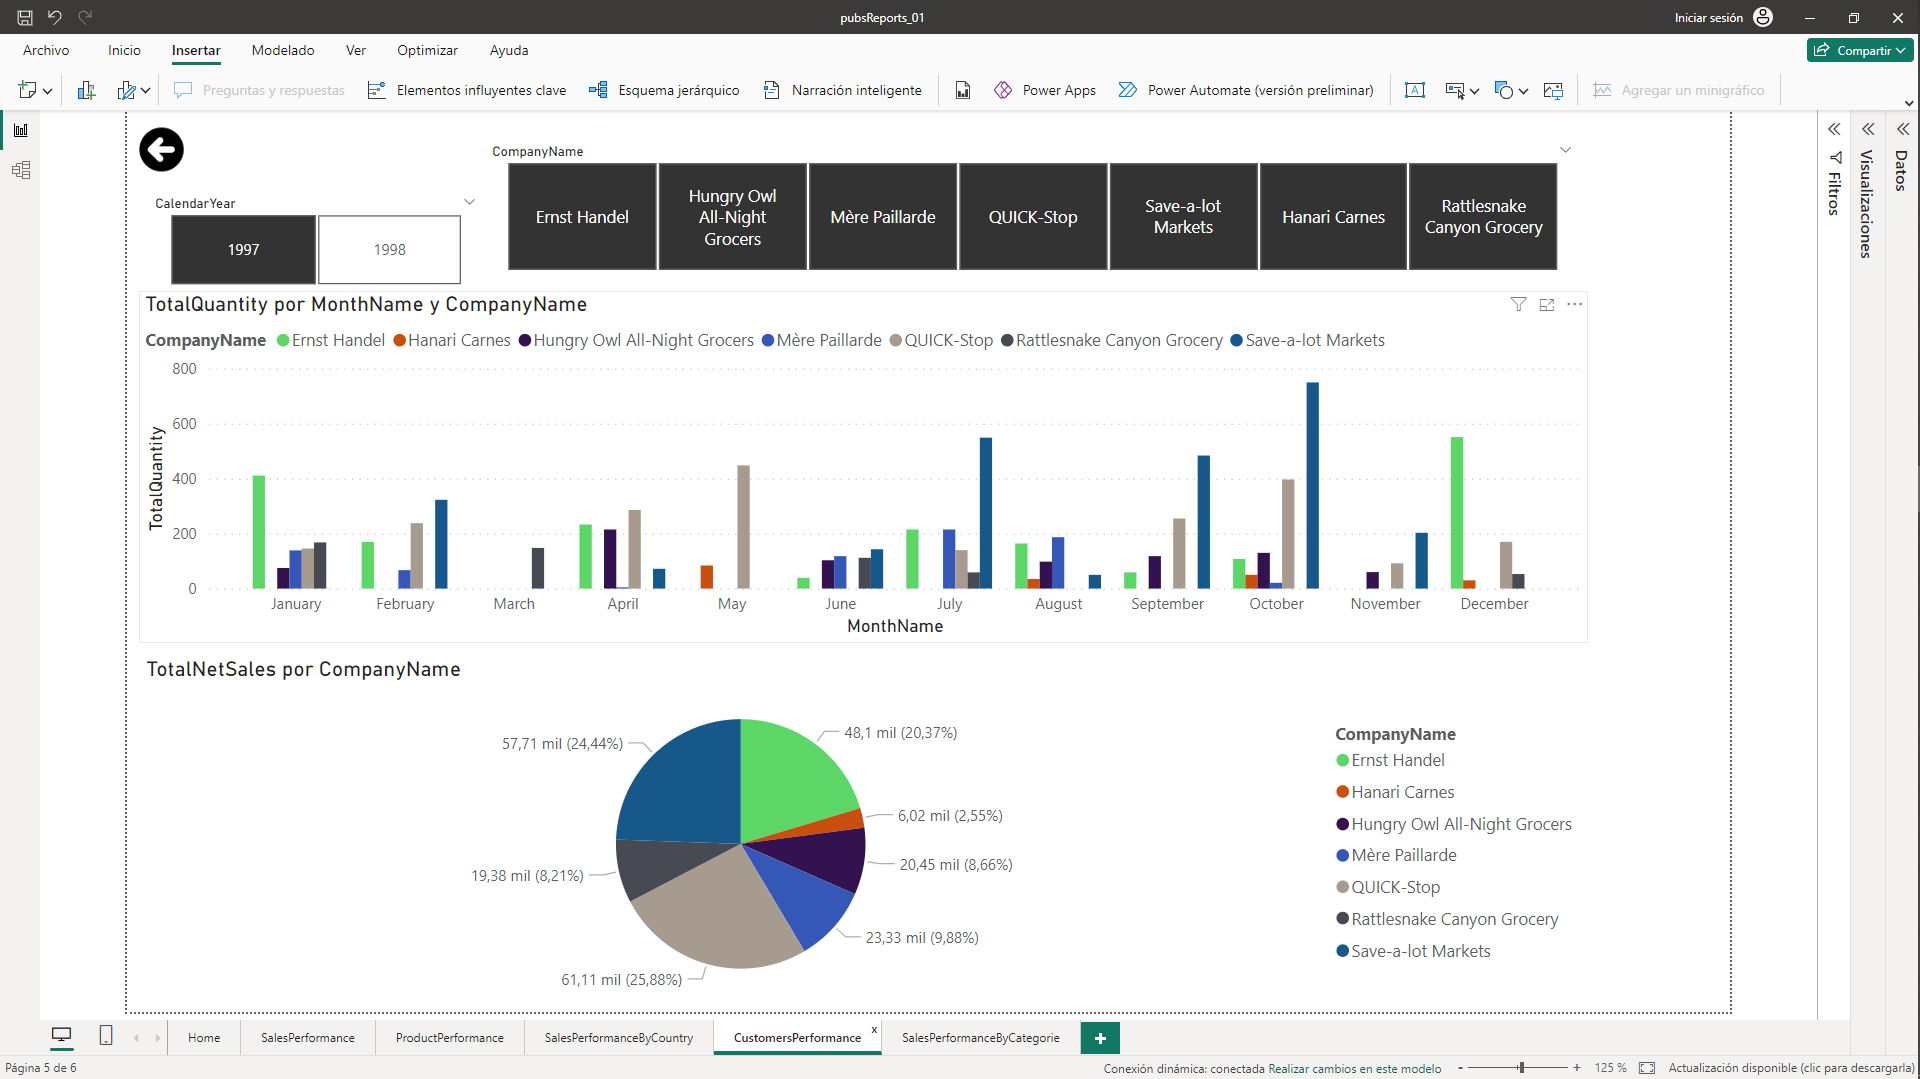 pubsReports_01
Iniciar sesión
Archivo Inicio Insertar Modelado Ver Optimizar Ayuda
Compartir
Preguntas y respuestas Elementos influyentes clave Esquema jerárquico Narración inteligente Power Apps Power Automate (versión preliminar) Agregar un minigráfico
CompanyName
CalendarYear
1997
1998
Ernst Handel
Hungry Owl
All-Night
Grocers
Mère Paillarde
QUICK-Stop
Save-a-lot
Markets
Hanari Carnes
Rattlesnake
Canyon Grocery
TotalQuantity por MonthName y CompanyName
CompanyName Ernst Handel Hanari Carnes Hungry Owl All-Night Grocers Mère Paillarde QUICK-Stop Rattlesnake Canyon Grocery Save-a-lot Markets
TotalQuantity
800
600
400
200
0
January February March April May June July August September October November December
MonthName
TotalNetSales por CompanyName
48,1 mil (20,37%)
6,02 mil (2,55%)
20,45 mil (8,66%)
23,33 mil (9,88%)
61,11 mil (25,88%)
19,38 mil (8,21%)
57,71 mil (24,44%)
CompanyName
Ernst Handel
Hanari Carnes
Hungry Owl All-Night Grocers
Mère Paillarde
QUICK-Stop
Rattlesnake Canyon Grocery
Save-a-lot Markets
Filtros
Visualizaciones
Datos
Home SalesPerformance ProductPerformance SalesPerformanceByCountry CustomersPerformance x SalesPerformanceByCategorie +
Página 5 de 6
Conexión dinámica: conectada Realizar cambios en este modelo - + 125 % Actualización disponible (clic para descargarla)